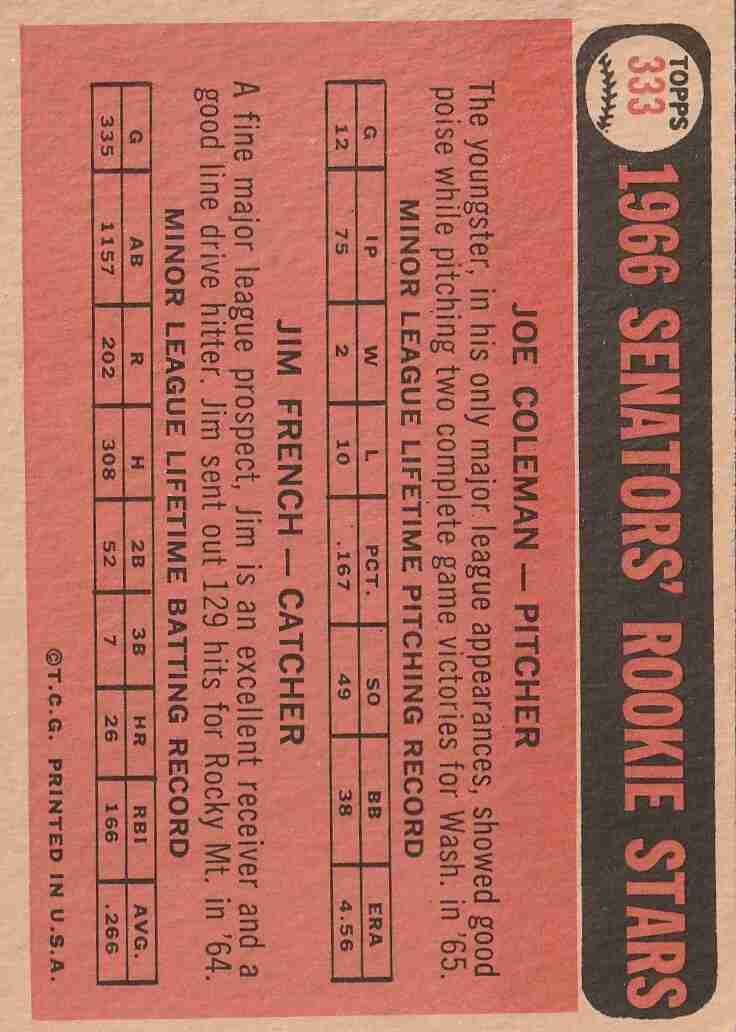 TOPPS
333
1966 SENATORS' ROOKIE STARS
JOE COLEMAN — PITCHER
The youngster, in his only major league appearances, showed good
poise while pitching two complete game victories for Wash. in '65.
MINOR LEAGUE LIFETIME PITCHING RECORD
G IP W L PCT. SO BB ERA
12 75 2 10 .167 49 38 4.56
JIM FRENCH — CATCHER
A fine major league prospect, Jim is an excellent receiver and a
good line drive hitter. Jim sent out 129 hits for Rocky Mt. in '64.
MINOR LEAGUE LIFETIME BATTING RECORD
G AB R H 2B 3B HR RBI AVG.
335 1157 202 308 52 7 26 166 .266
©T.C.G. PRINTED IN U.S.A.